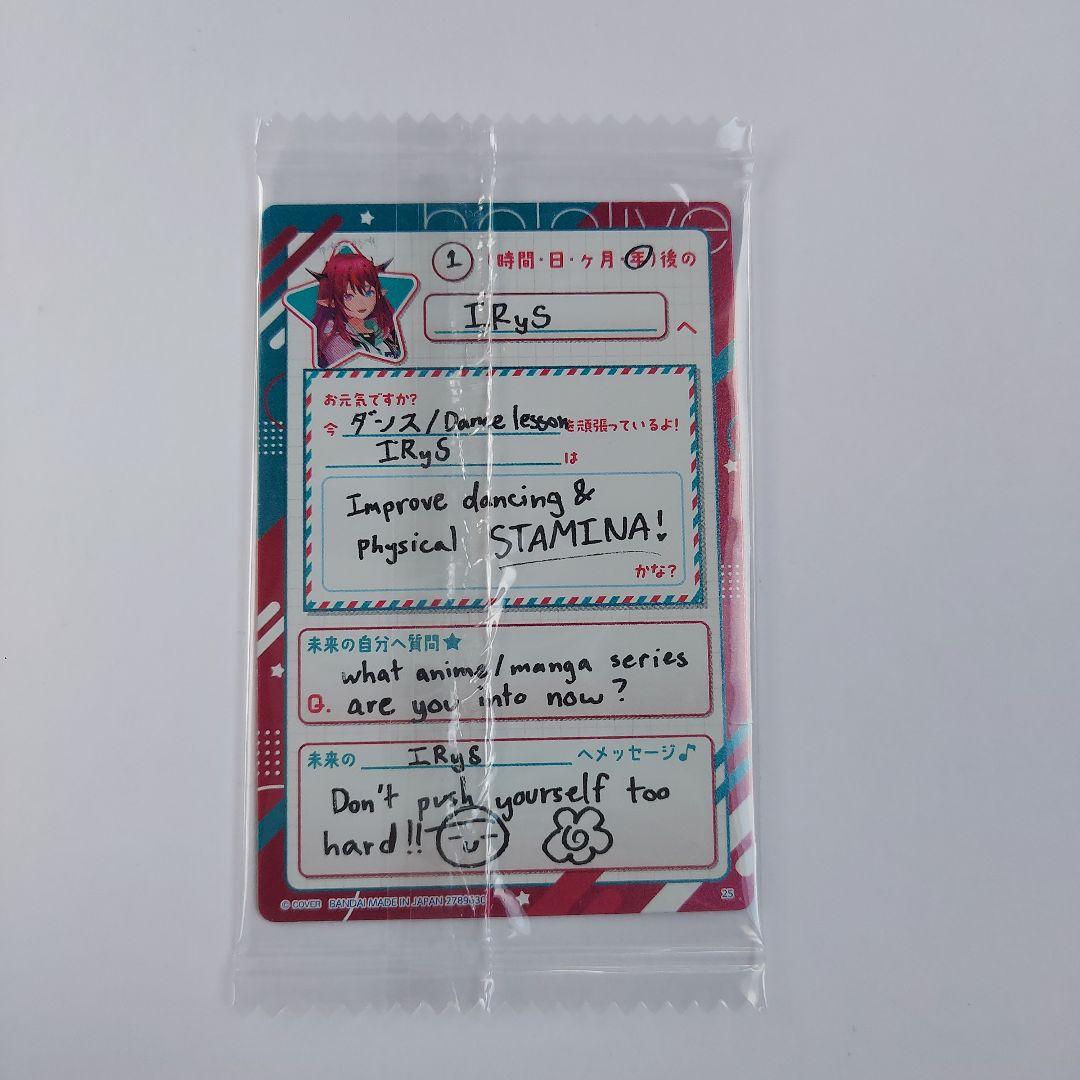 hololive
1 (時間・日・ヶ月・年)後の
IRyS へ
お元気ですか?
今 ダンス/Dance lesson を頑張っているよ!
IRyS は
Improve dancing &
physical STAMINA!
かな?
未来の自分へ質問★
what anime/manga series
Q. are you into now?
未来の IRyS へメッセージ♪
Don't push yourself too
hard!!
© COVER BANDAI MADE IN JAPAN
25